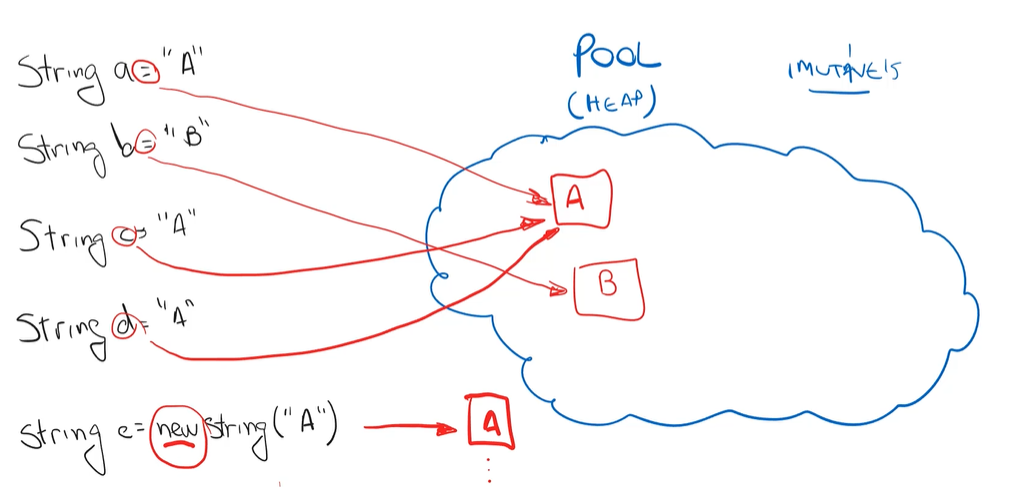 String a = "A"
String b = "B"
String c = "A"
String d = "A"
String e = new String("A")
POOL
(HEAP)
IMUTÁVEIS
A
B
A